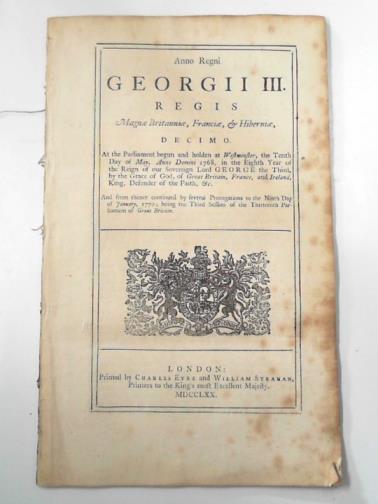 Anno Regni
GEORGII III.
REGIS
Magnæ Britanniæ, Franciæ, & Hiberniæ,
DECIMO.
At the Parliament begun and holden at Westminster, the Tenth
Day of May, Anno Domini 1768, in the Eighth Year of
the Reign of our Sovereign Lord GEORGE the Third,
by the Grace of God, of Great Britain, France, and Ireland,
King, Defender of the Faith, &c.
And from thence continued by several Prorogations to the Ninth Day
of January, 1770; being the Third Session of the Thirteenth Par-
liament of Great Britain.
LONDON:
Printed by CHARLES EYRE and WILLIAM STRAHAN,
Printers to the King's most Excellent Majesty.
MDCCLXX.